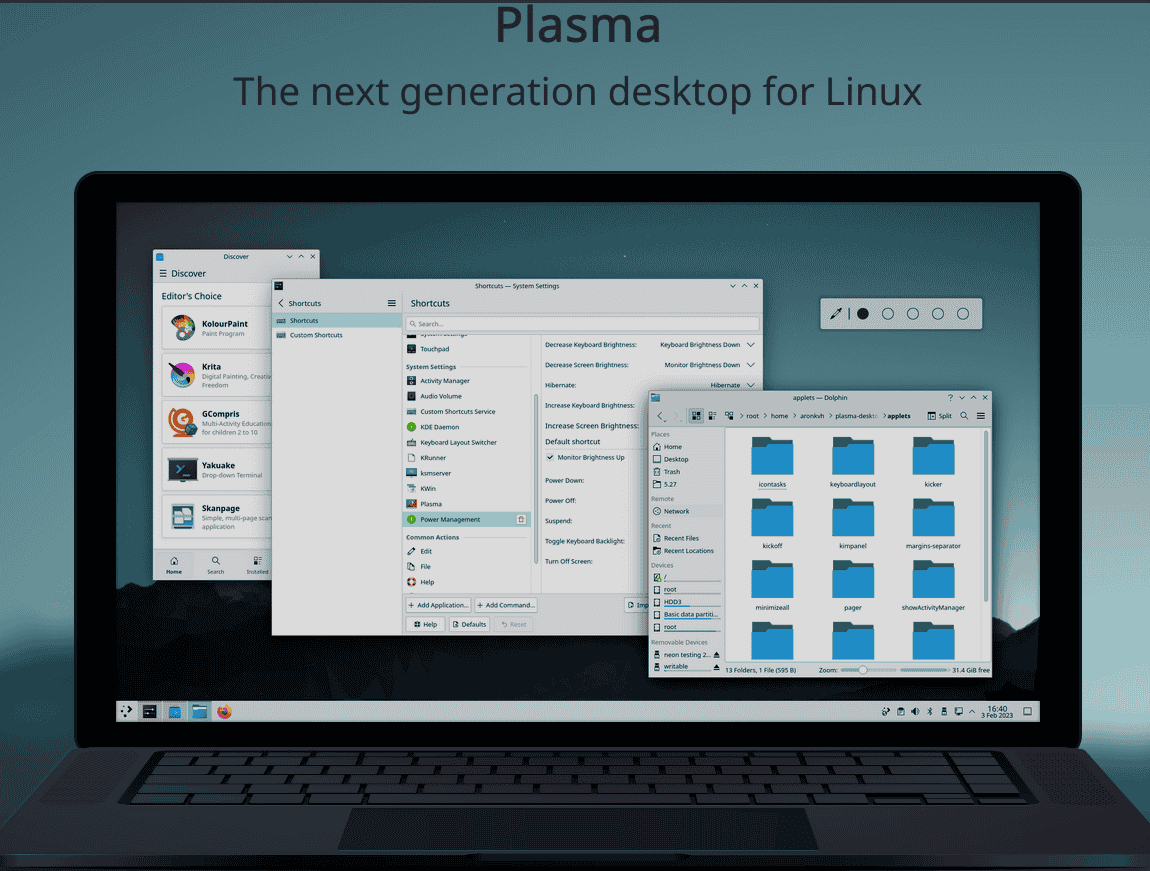 Plasma
The next generation desktop for Linux
Discover
Discover
Editor's Choice
KolourPaint
Paint Program
Krita
Digital Painting, Creativ
Freedom
GCompris
Multi-Activity Education
for children 2 to 10
Yakuake
Drop-down Terminal
Skanpage
Simple, multi-page scan
application
Home
Search
Installed
Shortcuts — System Settings
Shortcuts
Shortcuts
Custom Shortcuts
Shortcuts
Search...
Touchpad
System Settings
Activity Manager
Audio Volume
Custom Shortcuts Service
KDE Daemon
Keyboard Layout Switcher
KRunner
ksmserver
KWin
Plasma
Power Management
Common Actions
Edit
File
Help
Add Application...
Add Command...
Help
Defaults
Reset
Decrease Keyboard Brightness:
Keyboard Brightness Down
Decrease Screen Brightness:
Monitor Brightness Down
Hibernate:
Hibernate
Increase Keyboard Brightness:
Increase Screen Brightness:
Default shortcut
Monitor Brightness Up
Power Down:
Power Off:
Suspend:
Toggle Keyboard Backlight:
Turn Off Screen:
Imp
applets — Dolphin
root > home > aronkvh > plasma-deskto > applets
Split
Places
Home
Desktop
Trash
5.27
Remote
Network
Recent
Recent Files
Recent Locations
Devices
/
root
HDD3
Basic data partiti...
root
Removable Devices
neon testing 2...
writable
icontasks
keyboardlayout
kicker
kickoff
kimpanel
margins-separator
minimizeall
pager
showActivityManager
13 Folders, 1 File (595 B)
Zoom:
31.4 GiB free
16:40
3 Feb 2023